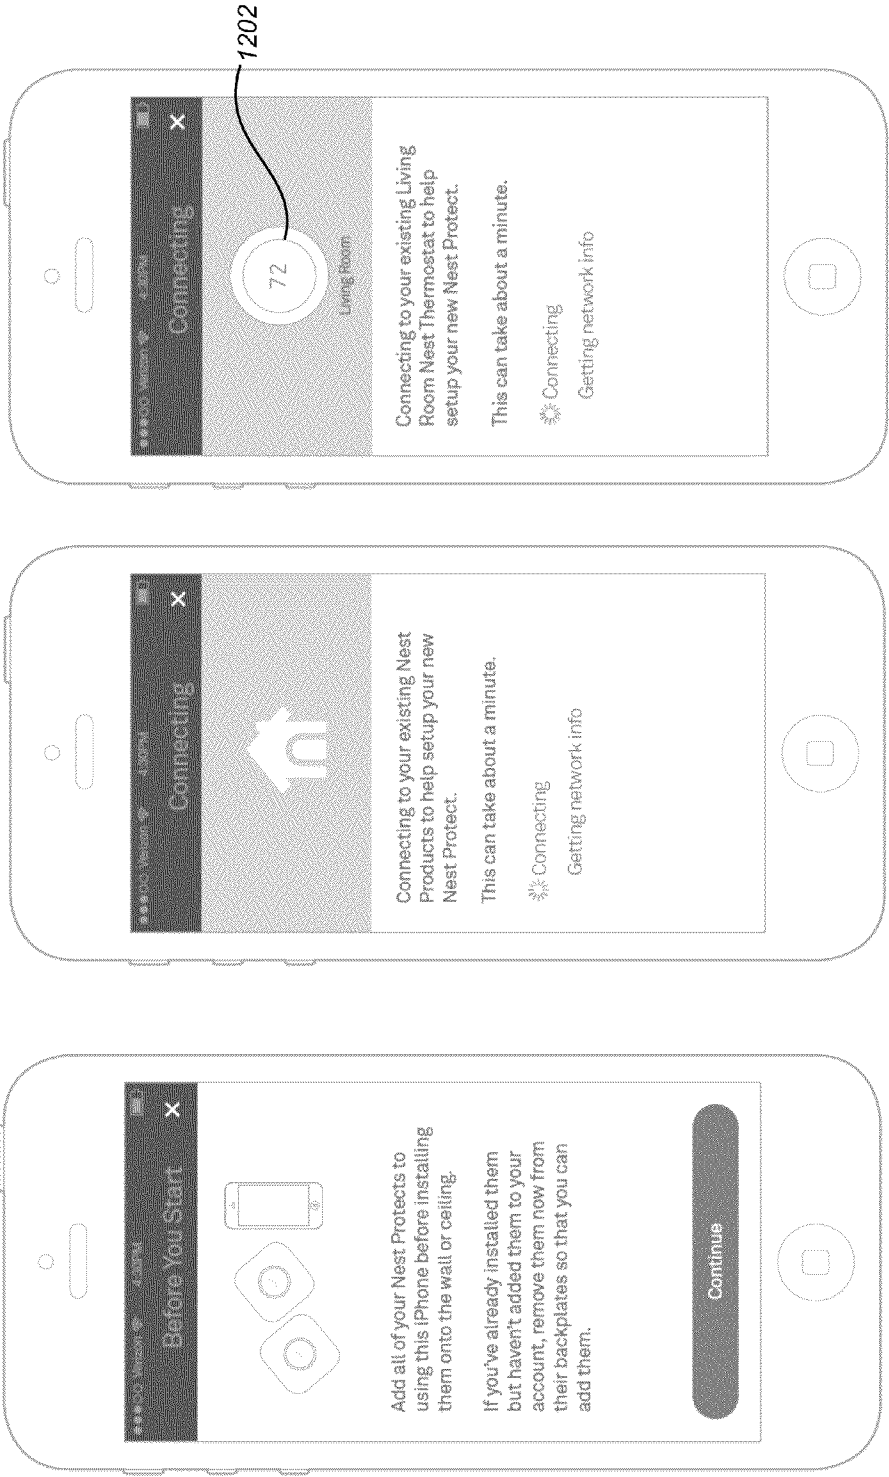 Before You Start
×
Add all of your Nest Protects to
using this iPhone before installing
them onto the wall or ceiling.
If you've already installed them
but haven't added them to your
account, remove them now from
their backplates so that you can
add them.
Continue
Connecting
×
Connecting to your existing Nest
Products to help setup your new
Nest Protect.
This can take about a minute.
Connecting
Getting network info
1202
Connecting
×
72
Living Room
Connecting to your existing Living
Room Nest Thermostat to help
setup your new Nest Protect.
This can take about a minute.
Connecting
Getting network info